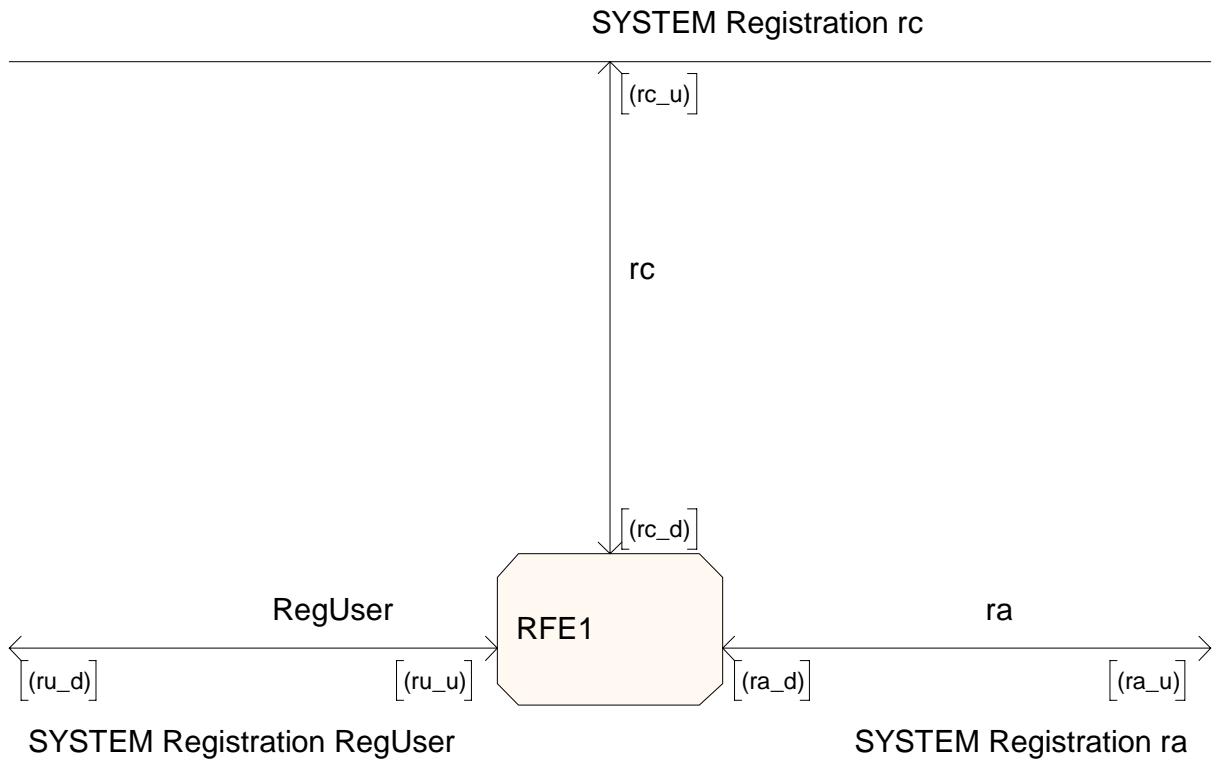 SYSTEM Registration rc
[(rc_u)]
rc
[(rc_d)]
RegUser
RFE1
ra
[(ru_d)]
[(ru_u)]
[(ra_d)]
[(ra_u)]
SYSTEM Registration RegUser
SYSTEM Registration ra